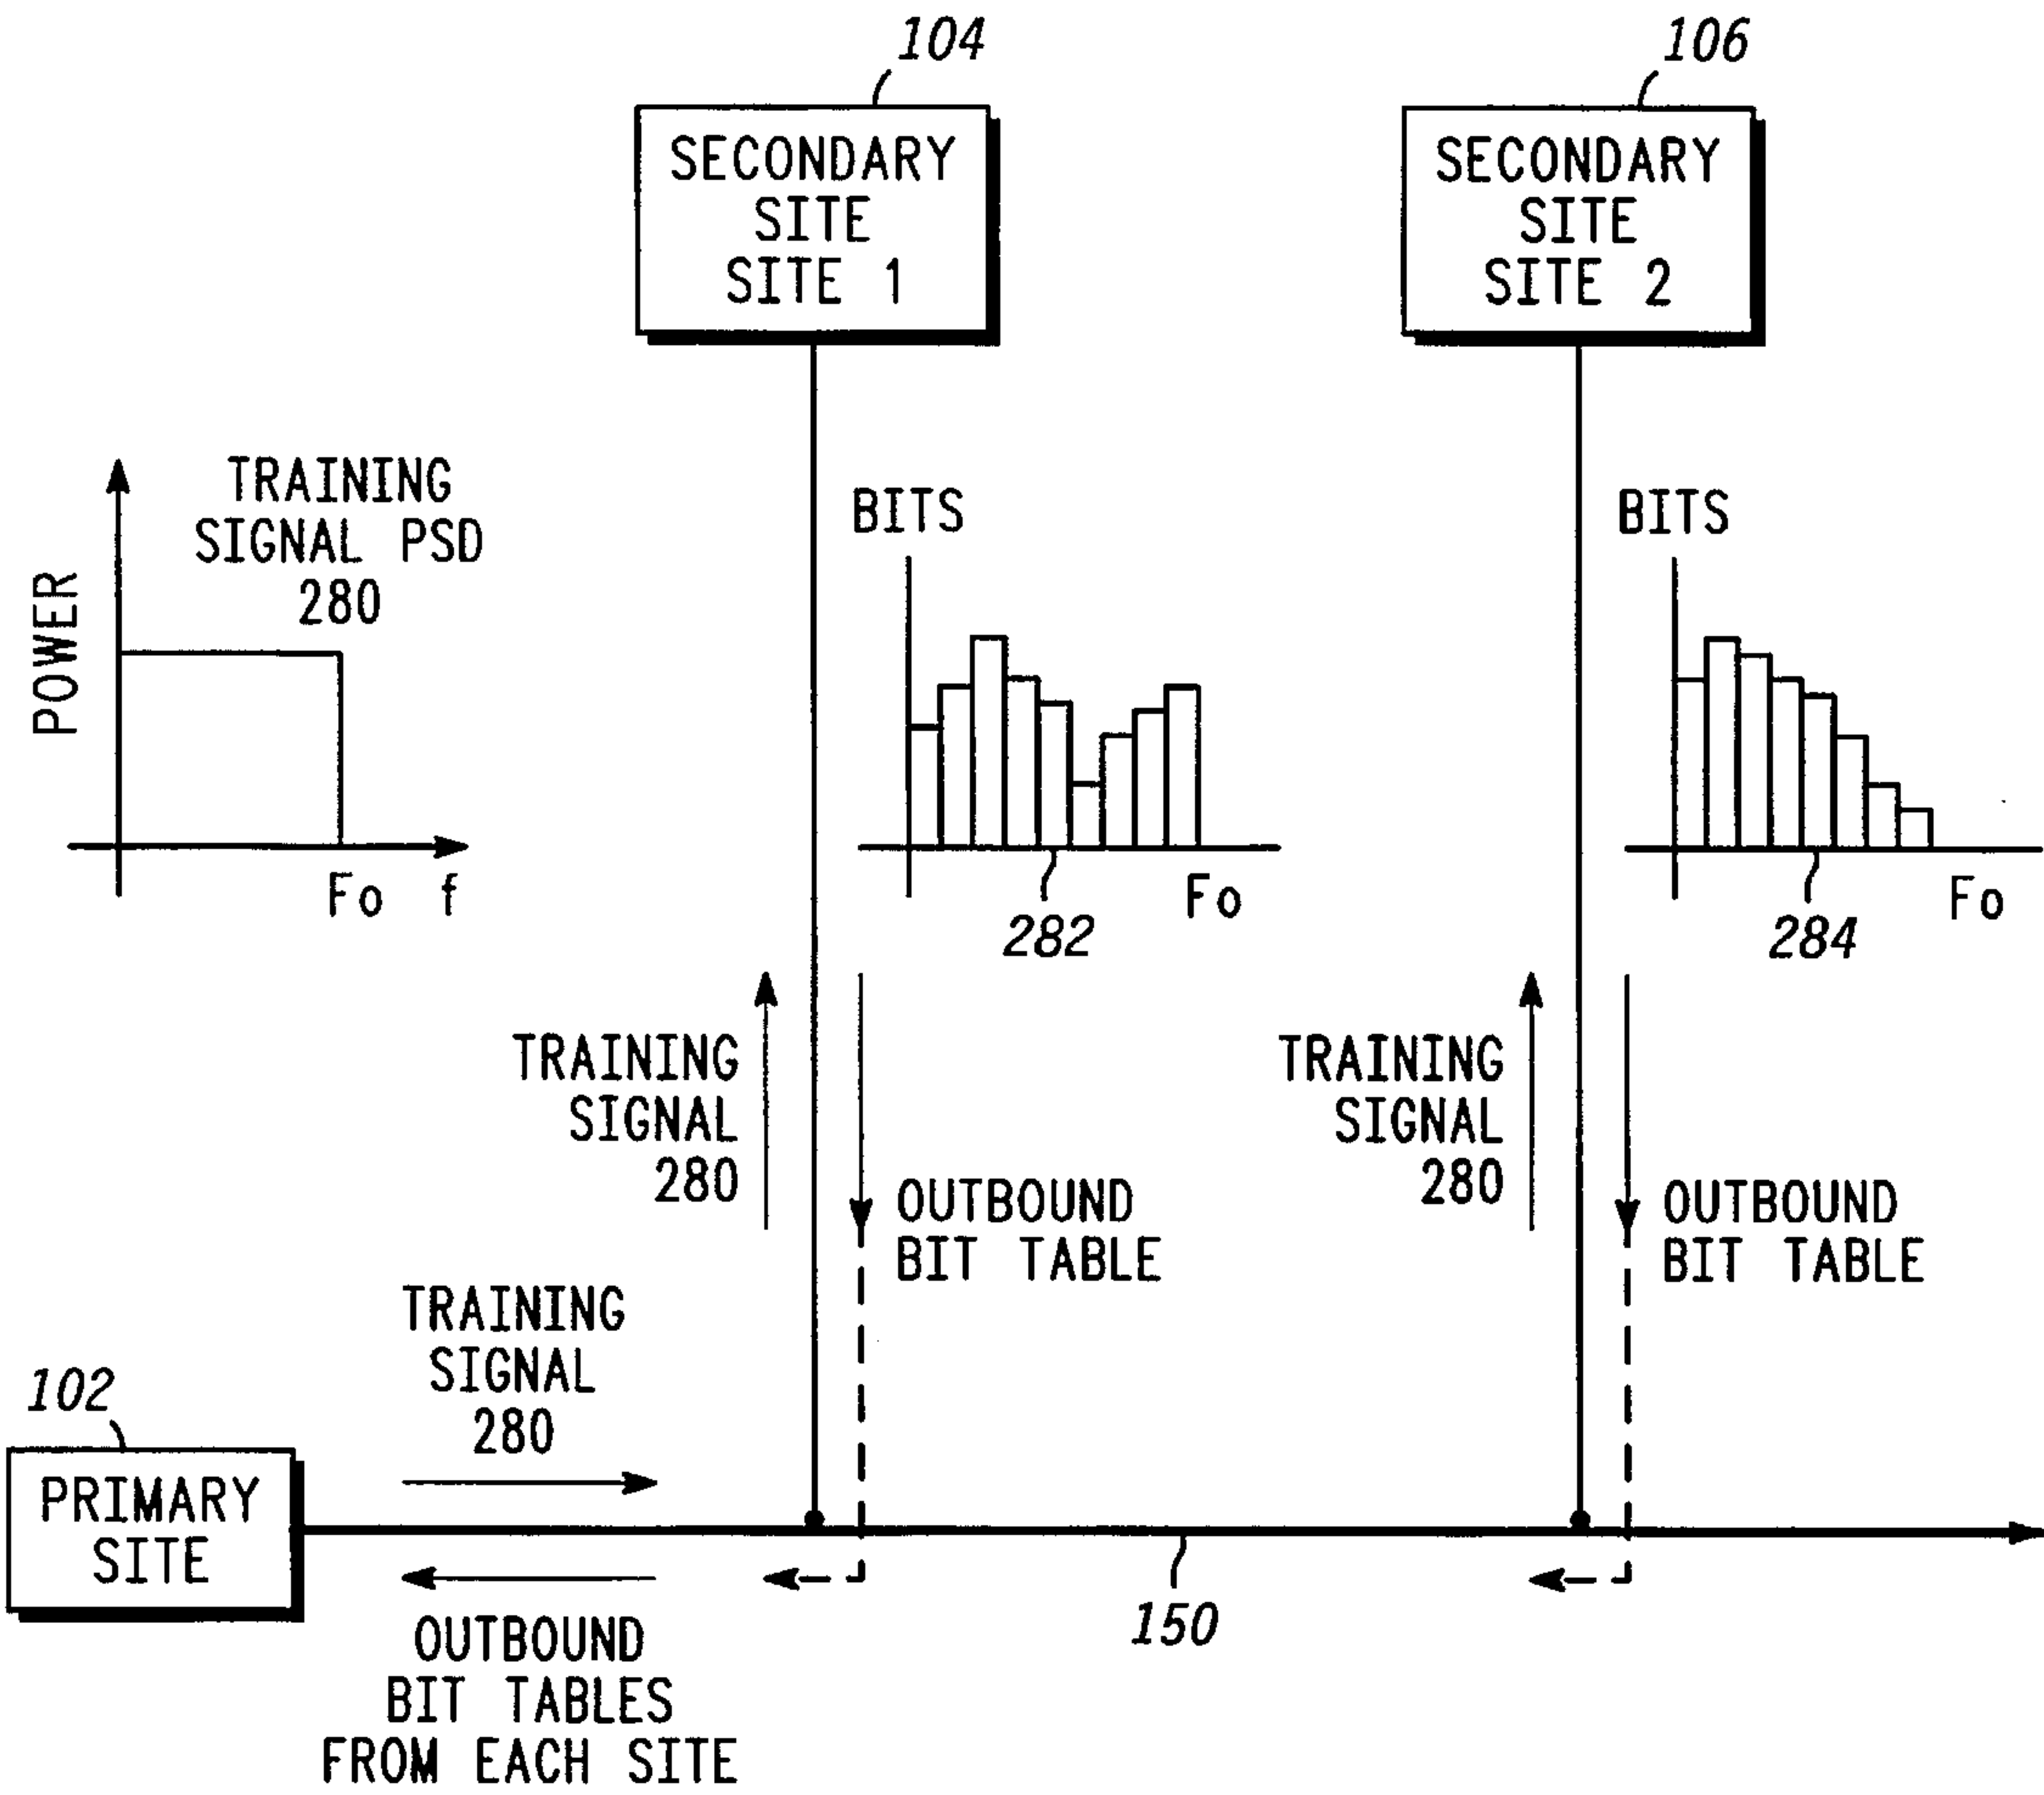 104
106
SECONDARY
SITE
SITE 1
SECONDARY
SITE
SITE 2
TRAINING
SIGNAL PSD
280
POWER
Fo f
BITS
Fo
282
BITS
Fo
284
TRAINING
SIGNAL
280
OUTBOUND
BIT TABLE
TRAINING
SIGNAL
280
OUTBOUND
BIT TABLE
TRAINING
SIGNAL
280
102
PRIMARY
SITE
150
OUTBOUND
BIT TABLES
FROM EACH SITE